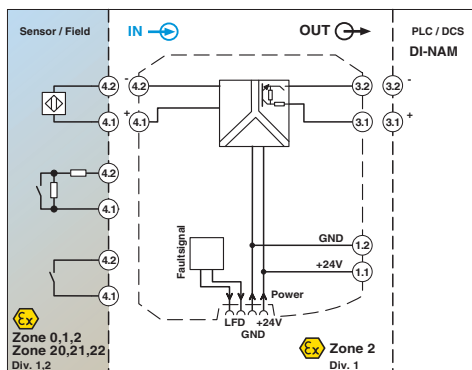 Sensor / Field
IN
OUT
PLC / DCS
DI-NAM
4.2
-
4.2
3.2
3.2
-
4.1
+
4.1
3.1
3.1
+
4.2
4.1
4.2
4.1
Faultsignal
GND
1.2
+24V
1.1
Power
LFD
+24V
GND
Ex
Zone 0,1,2
Zone 20,21,22
Div. 1,2
Ex
Zone 2
Div. 1